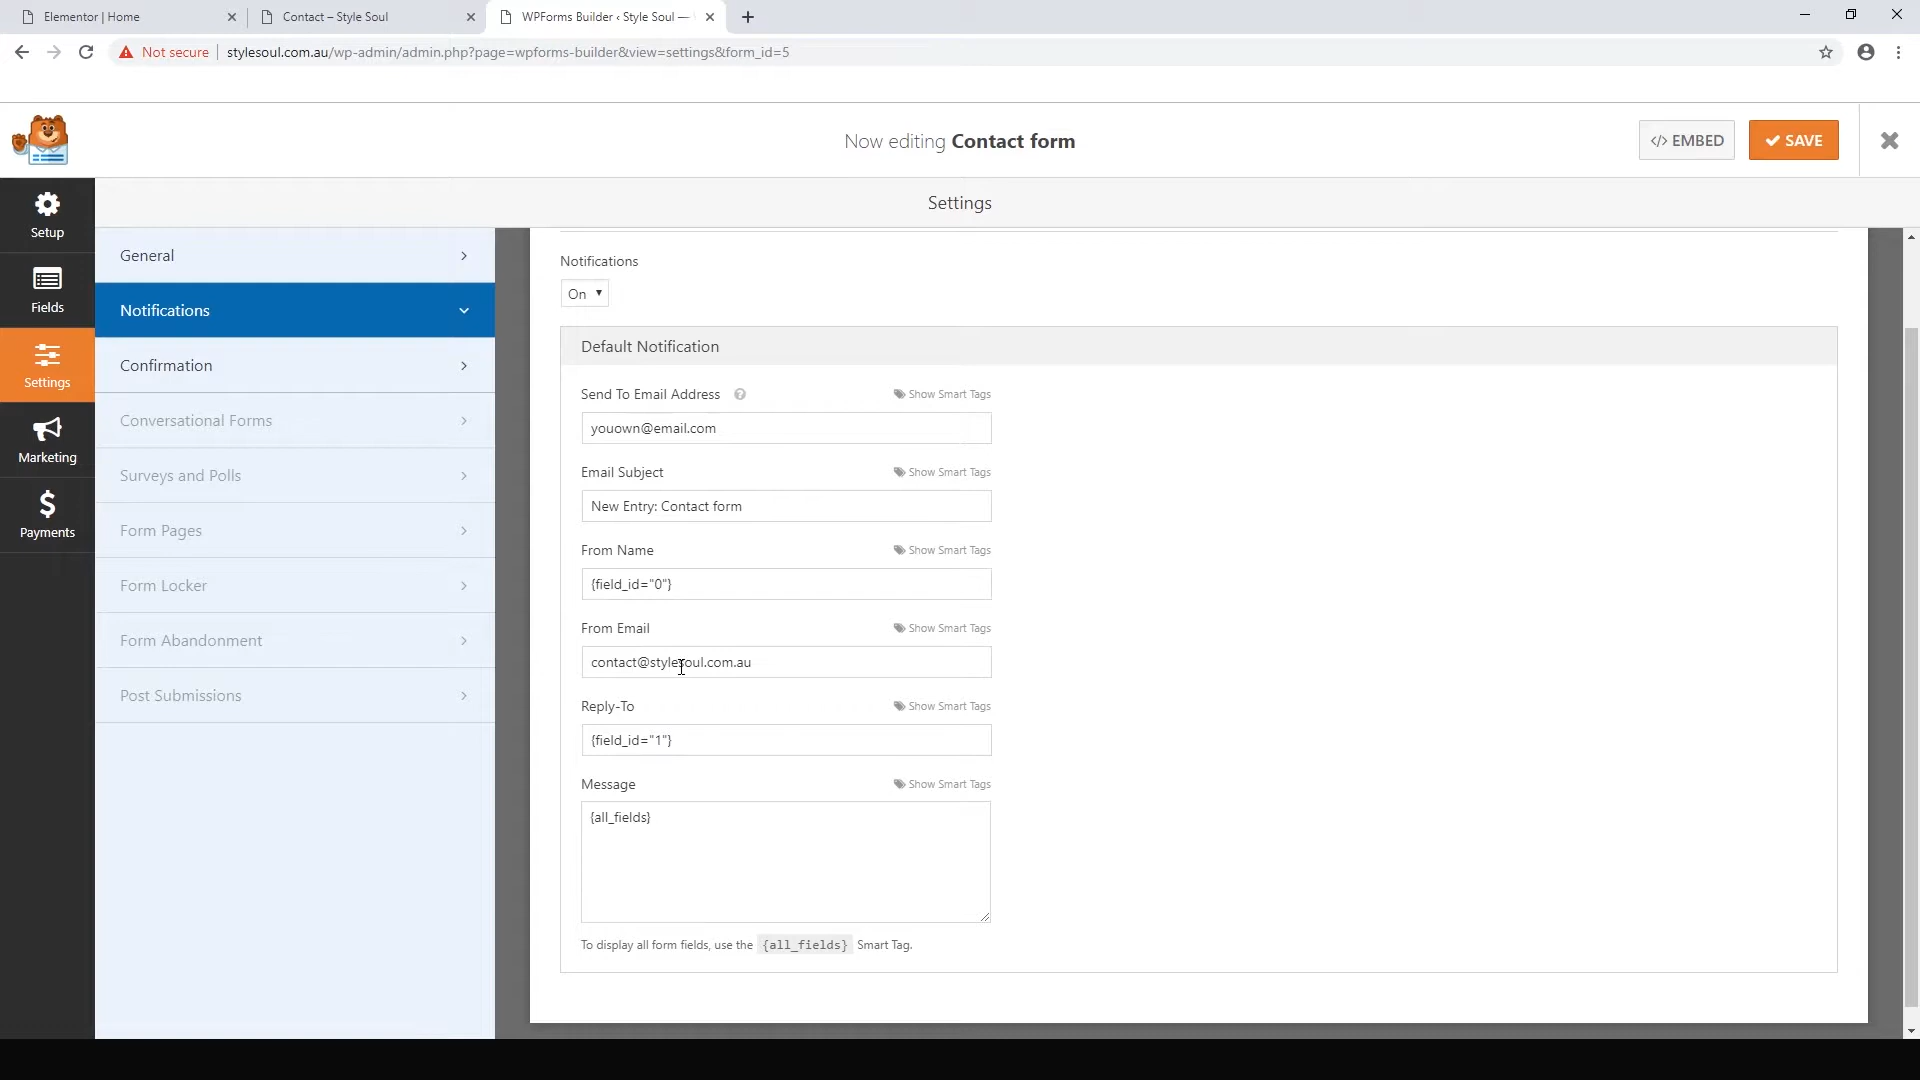 Elementor | Home
Contact – Style Soul
WPForms Builder ‹ Style Soul —
Not secure
stylesoul.com.au/wp-admin/admin.php?page=wpforms-builder&view=settings&form_id=5
Now editing Contact form
</> EMBED
SAVE
Setup
Fields
Settings
Marketing
Payments
Settings
General
Notifications
Confirmation
Conversational Forms
Surveys and Polls
Form Pages
Form Locker
Form Abandonment
Post Submissions
Notifications
On
Default Notification
Send To Email Address
Show Smart Tags
youown@email.com
Email Subject
Show Smart Tags
New Entry: Contact form
From Name
Show Smart Tags
{field_id="0"}
From Email
Show Smart Tags
contact@stylesoul.com.au
Reply-To
Show Smart Tags
{field_id="1"}
Message
Show Smart Tags
{all_fields}
To display all form fields, use the {all_fields} Smart Tag.